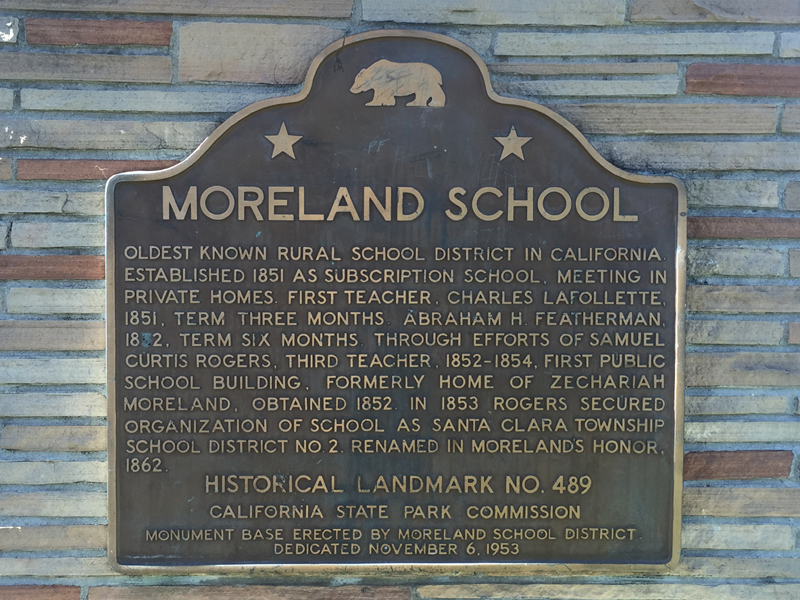 MORELAND SCHOOL
OLDEST KNOWN RURAL SCHOOL DISTRICT IN CALIFORNIA.
ESTABLISHED 1851 AS SUBSCRIPTION SCHOOL, MEETING IN
PRIVATE HOMES. FIRST TEACHER, CHARLES LAFOLLETTE,
1851, TERM THREE MONTHS. ABRAHAM H. FEATHERMAN,
1852, TERM SIX MONTHS. THROUGH EFFORTS OF SAMUEL
CURTIS ROGERS, THIRD TEACHER, 1852-1854, FIRST PUBLIC
SCHOOL BUILDING, FORMERLY HOME OF ZECHARIAH
MORELAND, OBTAINED 1852. IN 1853 ROGERS SECURED
ORGANIZATION OF SCHOOL AS SANTA CLARA TOWNSHIP
SCHOOL DISTRICT NO. 2. RENAMED IN MORELAND'S HONOR,
1862.
HISTORICAL LANDMARK NO. 489
CALIFORNIA STATE PARK COMMISSION
MONUMENT BASE ERECTED BY MORELAND SCHOOL DISTRICT.
DEDICATED NOVEMBER 6, 1953